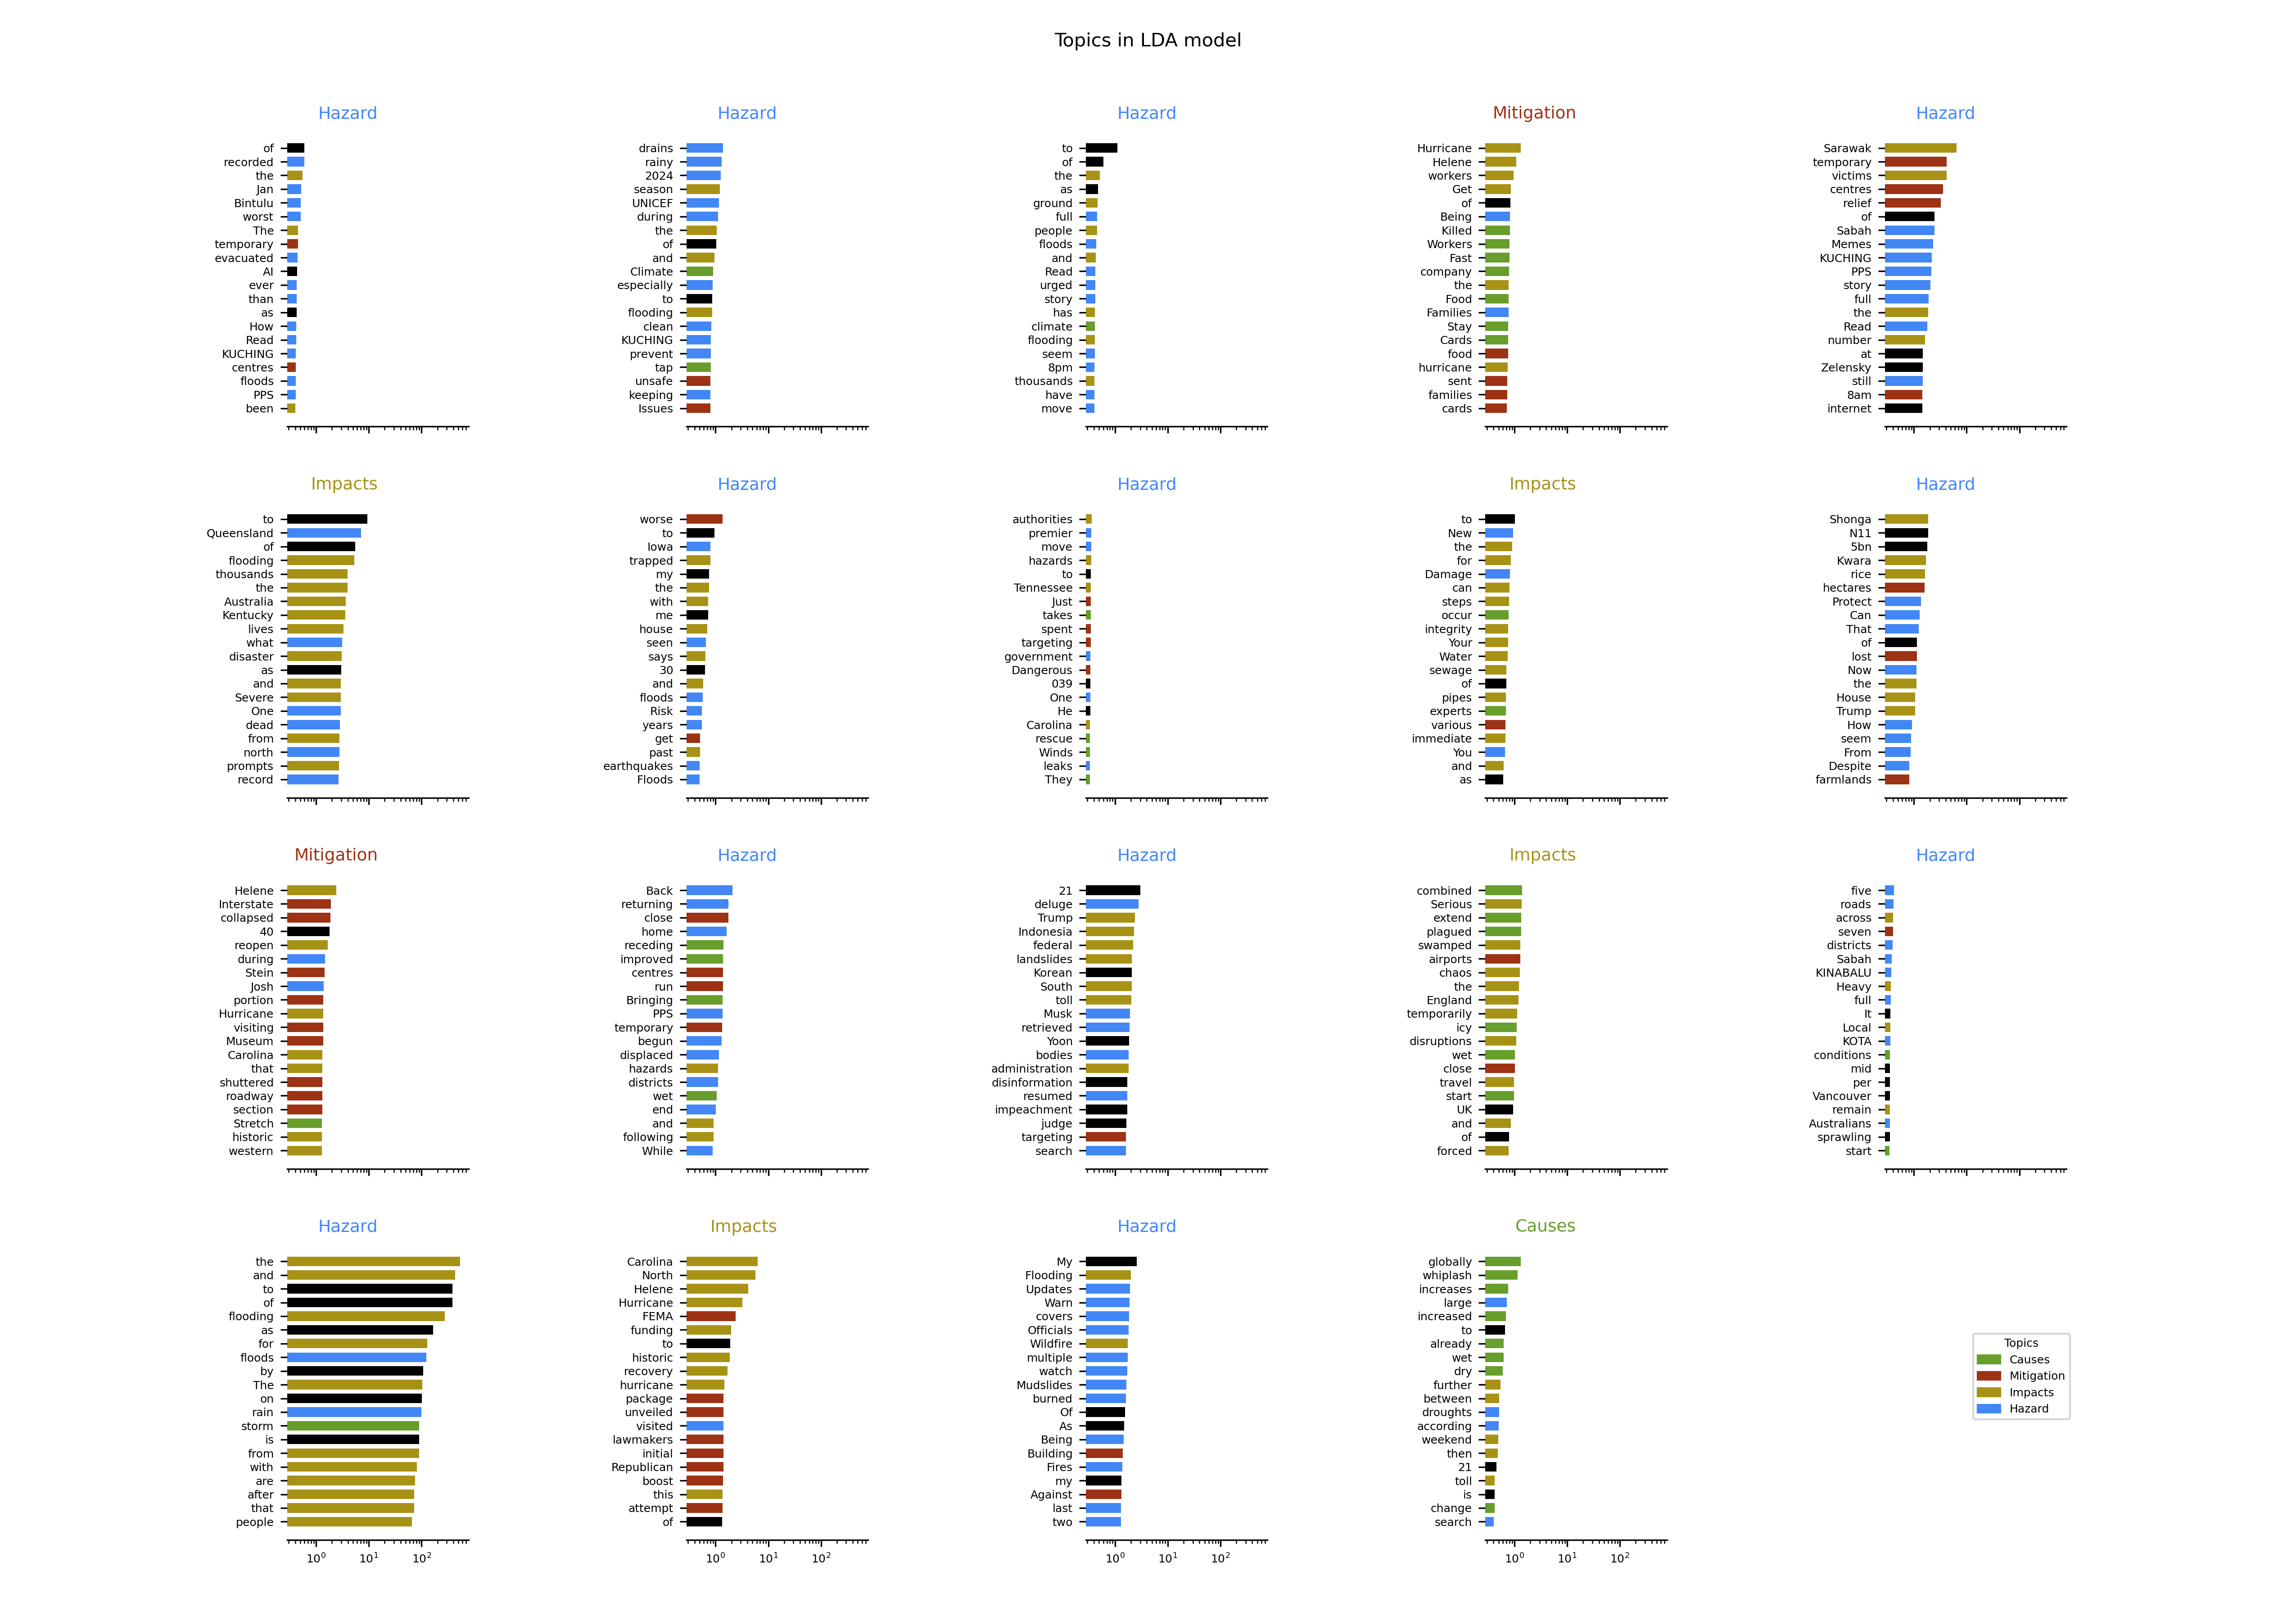 Topics in LDA model
Hazard
of
recorded
the
Jan
Bintulu
worst
The
temporary
evacuated
AI
ever
than
as
How
Read
KUCHING
centres
floods
PPS
been
Hazard
drains
rainy
2024
season
UNICEF
during
the
of
and
Climate
especially
to
flooding
clean
KUCHING
prevent
tap
unsafe
keeping
Issues
Hazard
to
of
the
as
ground
full
people
floods
and
Read
urged
story
has
climate
flooding
seem
8pm
thousands
have
move
Mitigation
Hurricane
Helene
workers
Get
of
Being
Killed
Workers
Fast
company
the
Food
Families
Stay
Cards
food
hurricane
sent
families
cards
Hazard
Sarawak
temporary
victims
centres
relief
of
Sabah
Memes
KUCHING
PPS
story
full
the
Read
number
at
Zelensky
still
8am
internet
Impacts
to
Queensland
of
flooding
thousands
the
Australia
Kentucky
lives
what
disaster
as
and
Severe
One
dead
from
north
prompts
record
Hazard
worse
to
Iowa
trapped
my
the
with
me
house
seen
says
30
and
floods
Risk
years
get
past
earthquakes
Floods
Hazard
authorities
premier
move
hazards
to
Tennessee
Just
takes
spent
targeting
government
Dangerous
039
One
He
Carolina
rescue
Winds
leaks
They
Impacts
to
New
the
for
Damage
can
steps
occur
integrity
Your
Water
sewage
of
pipes
experts
various
immediate
You
and
as
Hazard
Shonga
N11
5bn
Kwara
rice
hectares
Protect
Can
That
of
lost
Now
the
House
Trump
How
seem
From
Despite
farmlands
Mitigation
Helene
Interstate
collapsed
40
reopen
during
Stein
Josh
portion
Hurricane
visiting
Museum
Carolina
that
shuttered
roadway
section
Stretch
historic
western
Hazard
Back
returning
close
home
receding
improved
centres
run
Bringing
PPS
temporary
begun
displaced
hazards
districts
wet
end
and
following
While
Hazard
21
deluge
Trump
Indonesia
federal
landslides
Korean
South
toll
Musk
retrieved
Yoon
bodies
administration
disinformation
resumed
impeachment
judge
targeting
search
Impacts
combined
Serious
extend
plagued
swamped
airports
chaos
the
England
temporarily
icy
disruptions
wet
close
travel
start
UK
and
of
forced
Hazard
five
roads
across
seven
districts
Sabah
KINABALU
Heavy
full
It
Local
KOTA
conditions
mid
per
Vancouver
remain
Australians
sprawling
start
Hazard
the
and
to
of
flooding
as
for
floods
by
The
on
rain
storm
is
from
with
are
after
that
people
10⁰ 10¹ 10²
Impacts
Carolina
North
Helene
Hurricane
FEMA
funding
to
historic
recovery
hurricane
package
unveiled
visited
lawmakers
initial
Republican
boost
this
attempt
of
10⁰ 10¹ 10²
Hazard
My
Flooding
Updates
Warn
covers
Officials
Wildfire
multiple
watch
Mudslides
burned
Of
As
Being
Building
Fires
my
Against
last
two
10⁰ 10¹ 10²
Causes
globally
whiplash
increases
large
increased
to
already
wet
dry
further
between
droughts
according
weekend
then
21
toll
is
change
search
10⁰ 10¹ 10²
Topics
Causes
Mitigation
Impacts
Hazard